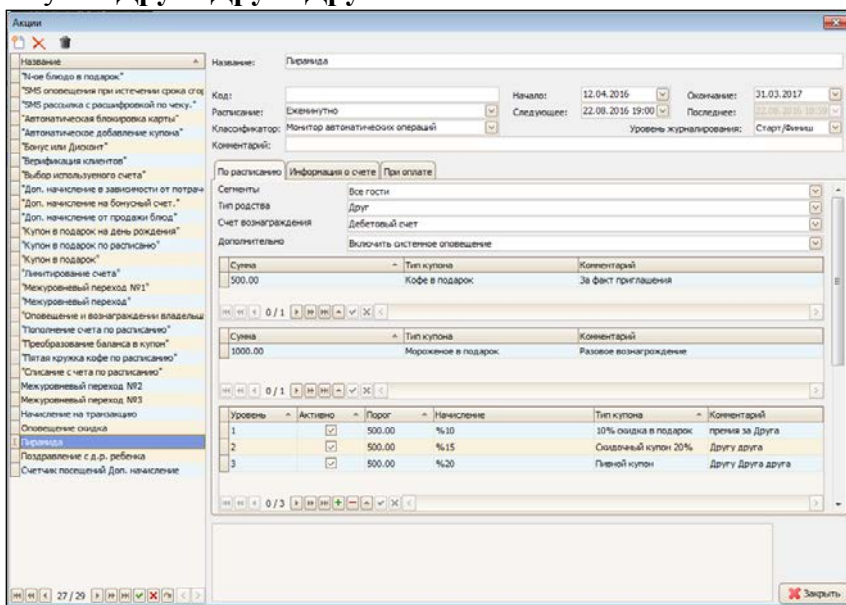 Акции
Название
"N-ое блюдо в подарок"
"SMS оповещения при истечении срока сгор
"SMS рассылка с расшифровкой по чеку."
"Автоматическая блокировка карты"
"Автоматическое добавление купона"
"Бонус или Дисконт"
"Верификация клиентов"
"Выбор используемого счета"
"Доп. начисление в зависимости от потрач
"Доп. начисление на бонусный счет."
"Доп. начисление от продажи блюд"
"Купон в подарок на день рождения"
"Купон в подарок по расписаню"
"Купон в подарок"
"Лимитирование счета"
"Межуровневый переход №1"
"Межуровневый переход"
"Оповещение и вознаграждении владельц
"Пополнение счета по расписанию"
"Преобразование баланса в купон"
"Пятая кружка кофе по расписанию"
"Списание с чета по расписанию"
Межуровневый переход №2
Межуровневый переход №3
Начисление на транзакцию
Оповещение скидка
Пирамида
Поздравление с д.р. ребенка
Счетчик посещений Доп. начисление
27 / 29
Название: Пирамида
Код: Начало: 12.04.2016 Окончание: 31.03.2017
Расписание: Ежеминутно Следующее: 22.08.2016 19:00 Последнее: 22.08.2016 18:59
Классификатор: Монитор автоматических операций Уровень журналирования: Старт/Финиш
Комментарий:
По расписанию Информация о счете При оплате
Сегменты Все гости
Тип родства Друг
Счет вознаграждения Дебетовый счет
Дополнительно Включить системное оповещение
Сумма Тип купона Комментарий
500.00 Кофе в подарок За факт приглашения
0 / 1
Сумма Тип купона Комментарий
1000.00 Мороженое в подарок Разовое вознаграждение
0 / 1
Уровень Активно Порог Начисление Тип купона Комментарий
1 500.00 %10 10% скидка в подарок премия за Друга
2 500.00 %15 Скидочный купон 20% Другу друга
3 500.00 %20 Пивной купон Другу Друга друга
0 / 3
Закрыть